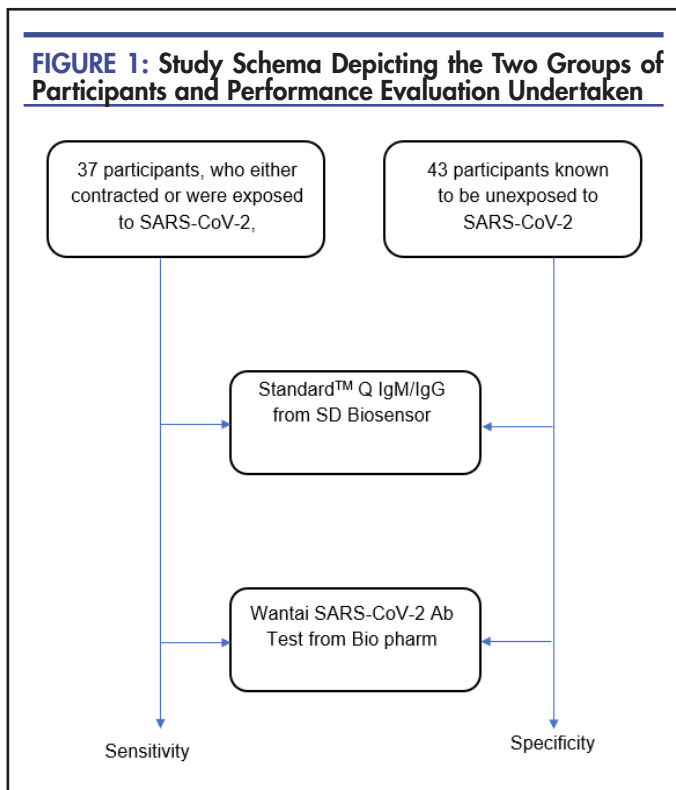 FIGURE 1: Study Schema Depicting the Two Groups of
Participants and Performance Evaluation Undertaken
37 participants, who either
contracted or were exposed
to SARS-CoV-2,
43 participants known
to be unexposed to
SARS-CoV-2
Standard™ Q IgM/IgG
from SD Biosensor
Wantai SARS-CoV-2 Ab
Test from Bio pharm
Sensitivity
Specificity